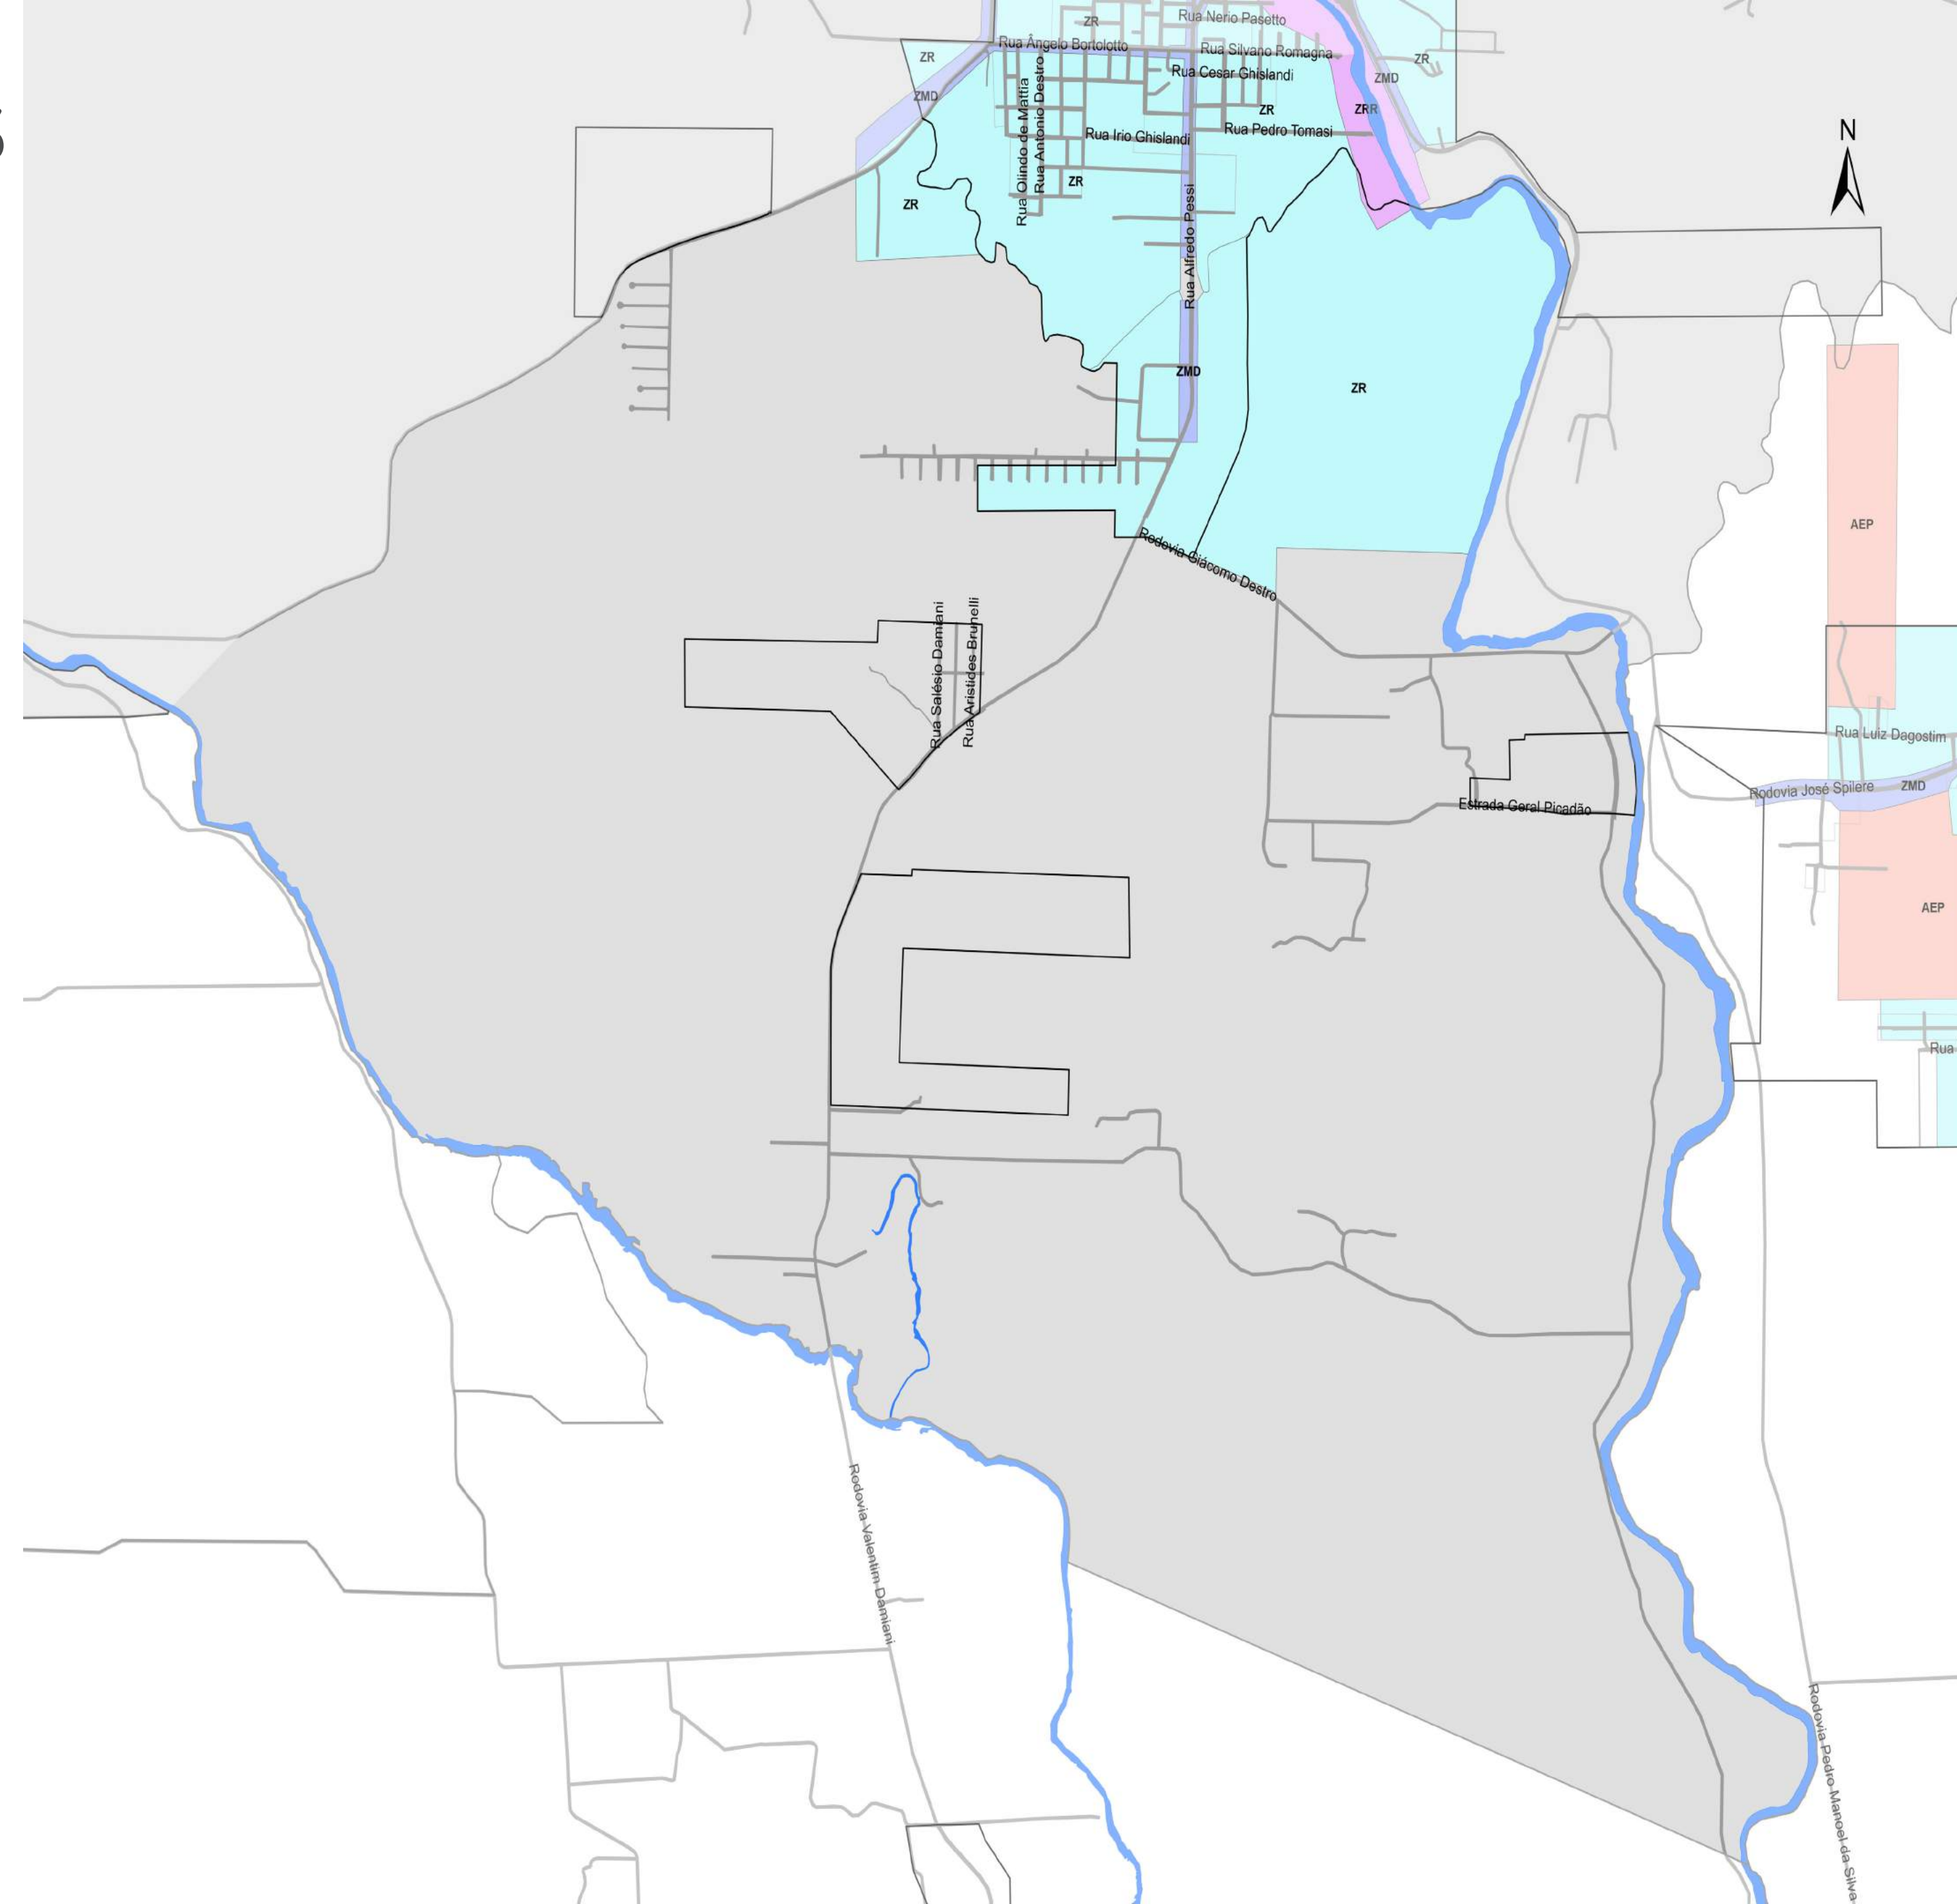 ZR
Rua Nerio Pasetto
Rua Ângelo Bortolotto
Rua Silvano Romagna
ZR
ZR
Rua Cesar Ghislandi
ZMD
ZMD
ZR
ZRR
Rua Olindo de Mattia
Rua Antonio Destro
Rua Irio Ghislandi
Rua Pedro Tomasi
N
ZR
ZR
Rua Alfredo Pessi
ZMD
ZR
AEP
Rodovia Giácomo Destro
Rua Salésio Damiani
Rua Aristides Brunelli
Rua Luiz Dagostim
Rodovia José Spilere
ZMD
Estrada Geral Picadão
AEP
Rua
Rodovia Valentim Damiani
Rodovia Pedro Manoel da Silva